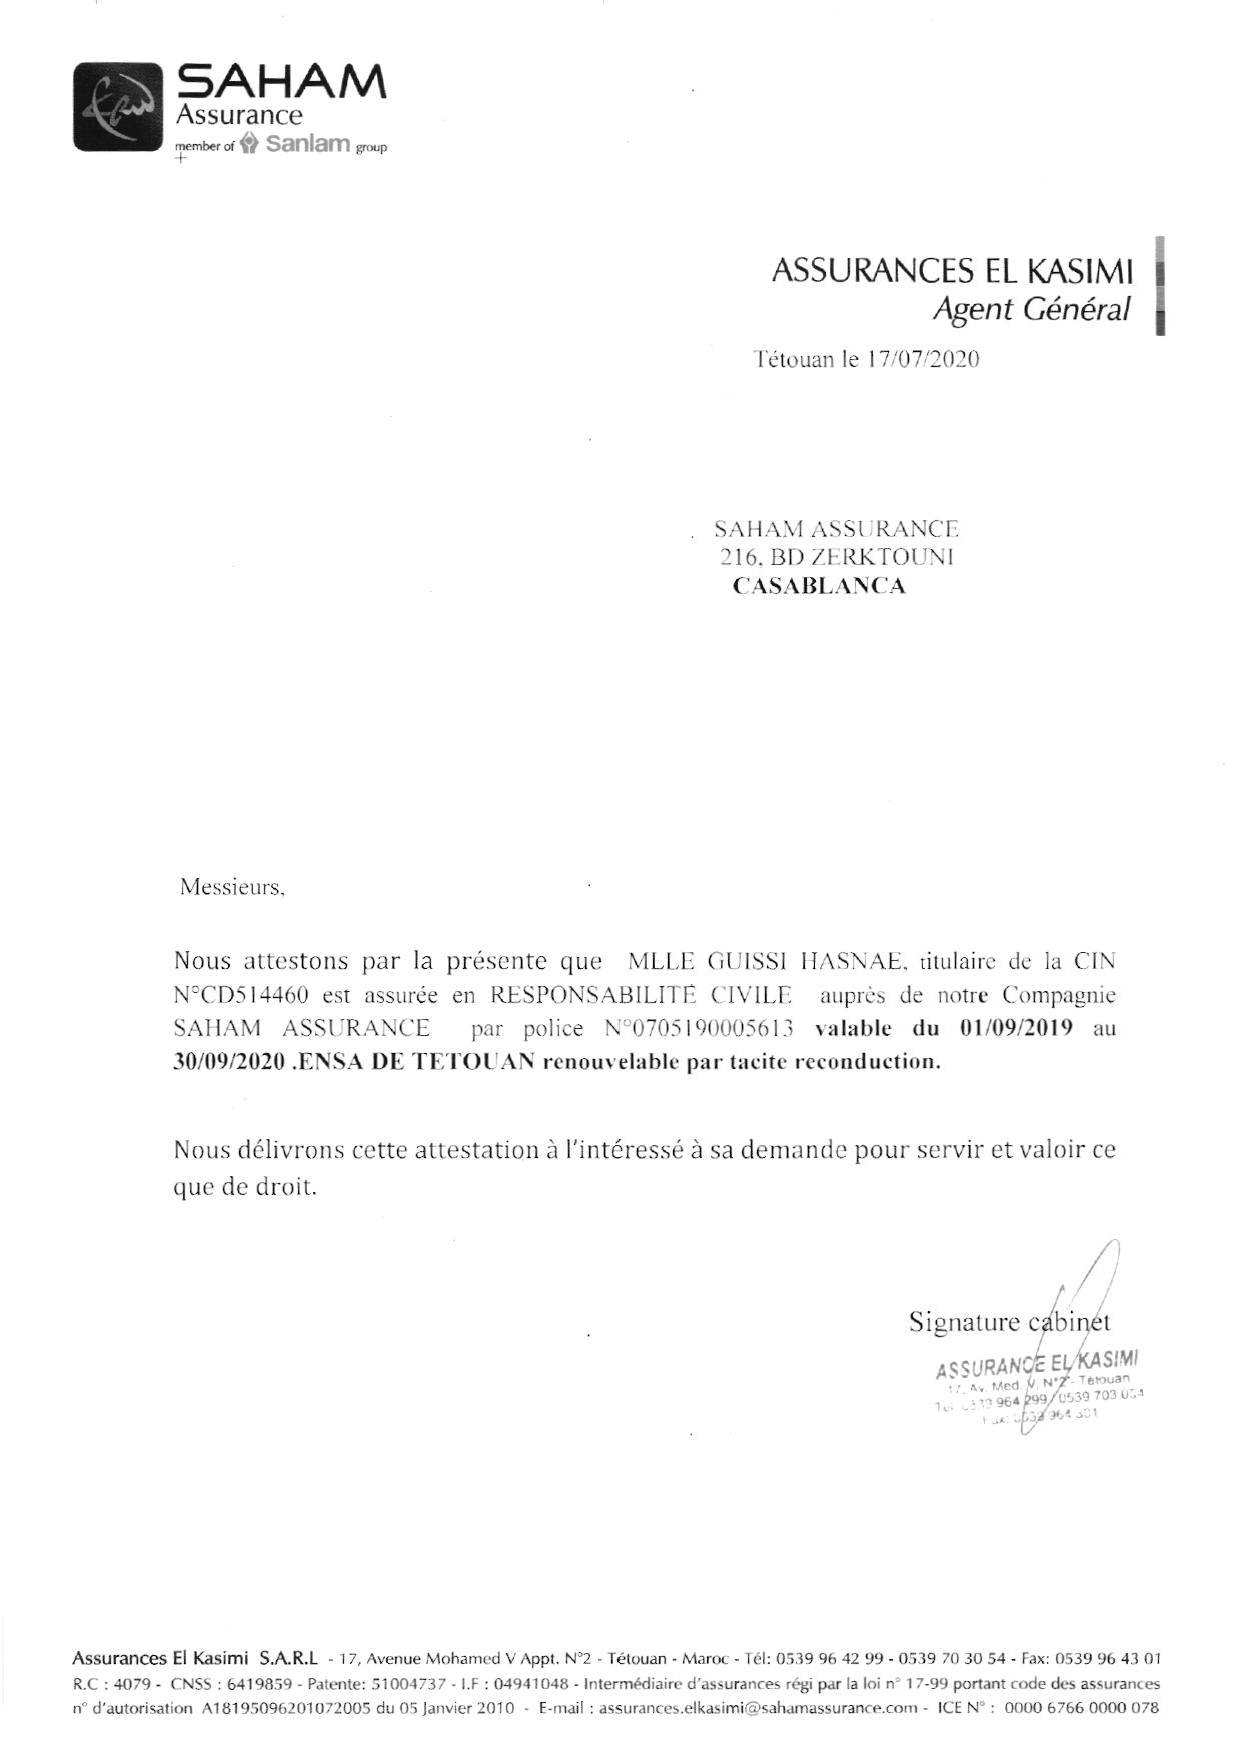 SAHAM
Assurance
member of Sanlam group
ASSURANCES EL KASIMI
Agent Général
Tétouan le 17/07/2020
SAHAM ASSURANCE
216, BD ZERKTOUNI
CASABLANCA
Messieurs,
Nous attestons par la présente que MLLE GUISSI HASNAE, titulaire de la CIN
N°CD514460 est assurée en RESPONSABILITÉ CIVILE auprès de notre Compagnie
SAHAM ASSURANCE par police N°0705190005613 valable du 01/09/2019 au
30/09/2020 .ENSA DE TETOUAN renouvelable par tacite reconduction.
Nous délivrons cette attestation à l'intéressé à sa demande pour servir et valoir ce
que de droit.
Signature cabinet
ASSURANCE EL KASIMI
17, Av. Med. V, N°2 - Tétouan
Tél 0539 964 299 / 0539 703 054
Fax: 0539 964 301
Assurances El Kasimi S.A.R.L - 17, Avenue Mohamed V Appt. N°2 - Tétouan - Maroc - Tél: 0539 96 42 99 - 0539 70 30 54 - Fax: 0539 96 43 01
R.C : 4079 - CNSS : 6419859 - Patente: 51004737 - I.F : 04941048 - Intermédiaire d'assurances régi par la loi n° 17-99 portant code des assurances
n° d'autorisation A18195096201072005 du 05 Janvier 2010 - E-mail : assurances.elkasimi@sahamassurance.com - ICE N° : 0000 6766 0000 078